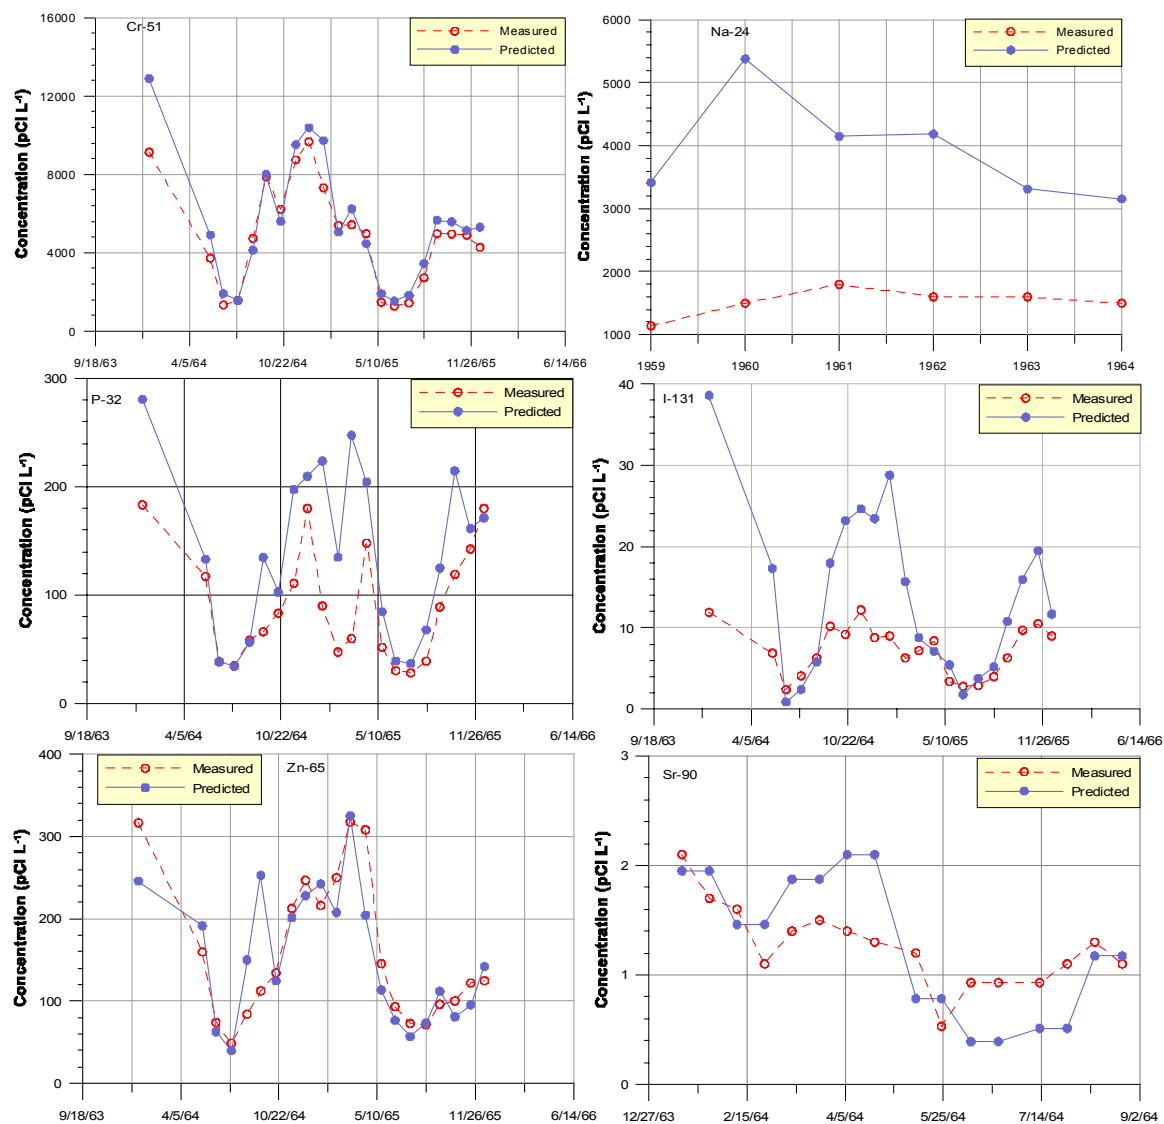 Cr-51
Measured
Predicted
Concentration (pCi L-1)
16000
12000
8000
4000
0
9/18/63 4/5/64 10/22/64 5/10/65 11/26/65 6/14/66
Na-24
Measured
Predicted
Concentration (pCi L-1)
6000
5000
4000
3000
2000
1000
1959 1960 1961 1962 1963 1964
P-32
Measured
Predicted
Concentration (pCi L-1)
300
200
100
0
9/18/63 4/5/64 10/22/64 5/10/65 11/26/65 6/14/66
I-131
Measured
Predicted
Concentration (pCi L-1)
40
30
20
10
0
9/18/63 4/5/64 10/22/64 5/10/65 11/26/65 6/14/66
Zn-65
Measured
Predicted
Concentration (pCi L-1)
400
300
200
100
0
9/18/63 4/5/64 10/22/64 5/10/65 11/26/65 6/14/66
Sr-90
Measured
Predicted
Concentration (pCi L-1)
3
2
1
0
12/27/63 2/15/64 4/5/64 5/25/64 7/14/64 9/2/64